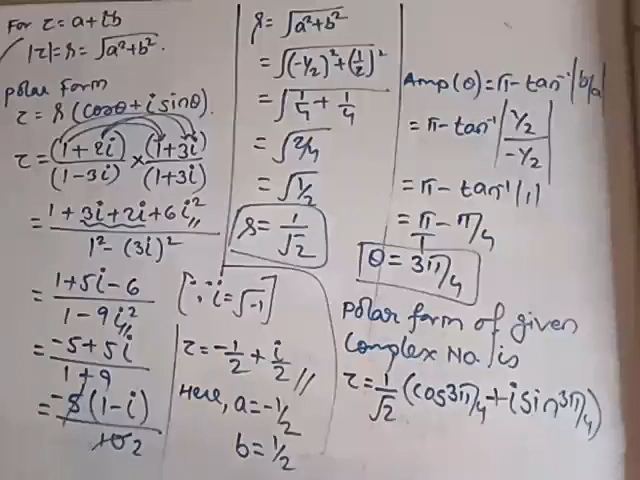 For z = a+ib
|z| = r = √a²+b².
Polar Form
z = r (cosθ + i sinθ).
z = (1+2i)/(1-3i) × (1+3i)/(1+3i)
= 1+3i+2i+6i²/1²-(3i)²
= 1+5i-6/1-9i²
= -5+5i/1+9
= -5(1-i)/10 2
[∵ i=√-1]
z = -1/2 + i/2 //
Here, a = -1/2
b = 1/2
r = √a²+b²
= √(-1/2)²+(1/2)²
= √1/4 + 1/4
= √2/4
= √1/2
r = 1/√2
Amp(θ) = π - tan⁻¹|b/a|
= π - tan⁻¹|1/2/-1/2|
= π - tan⁻¹|1|
= π/1 - π/4
θ = 3π/4
Polar form of given
Complex No. is
z = 1/√2 (cos3π/4 + i sin3π/4)